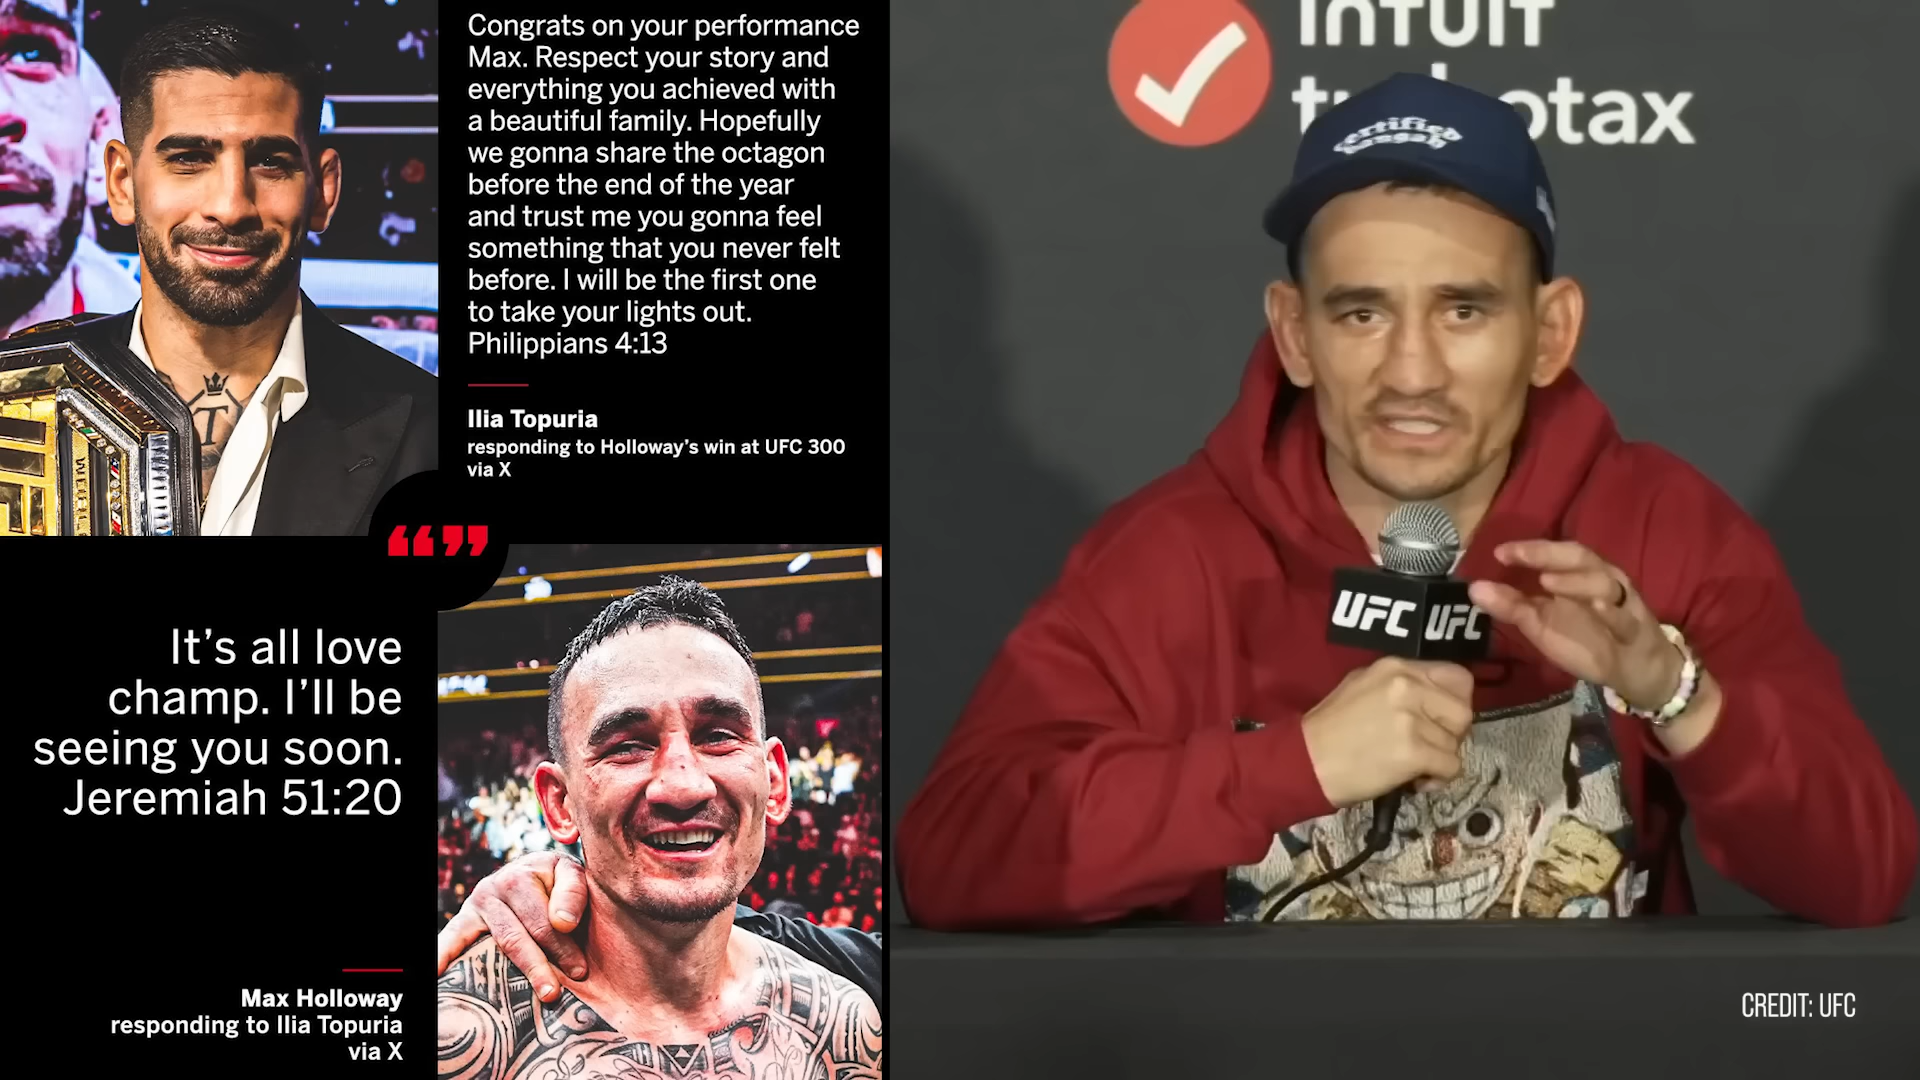 Congrats on your performance
Max. Respect your story and
everything you achieved with
a beautiful family. Hopefully
we gonna share the octagon
before the end of the year
and trust me you gonna feel
something that you never felt
before. I will be the first one
to take your lights out.
Philippians 4:13
Ilia Topuria
responding to Holloway's win at UFC 300
via X
It's all love
champ. I'll be
seeing you soon.
Jeremiah 51:20
Max Holloway
responding to Ilia Topuria
via X
intuit
turbotax
certified
bangah
UFC UFC
CREDIT: UFC